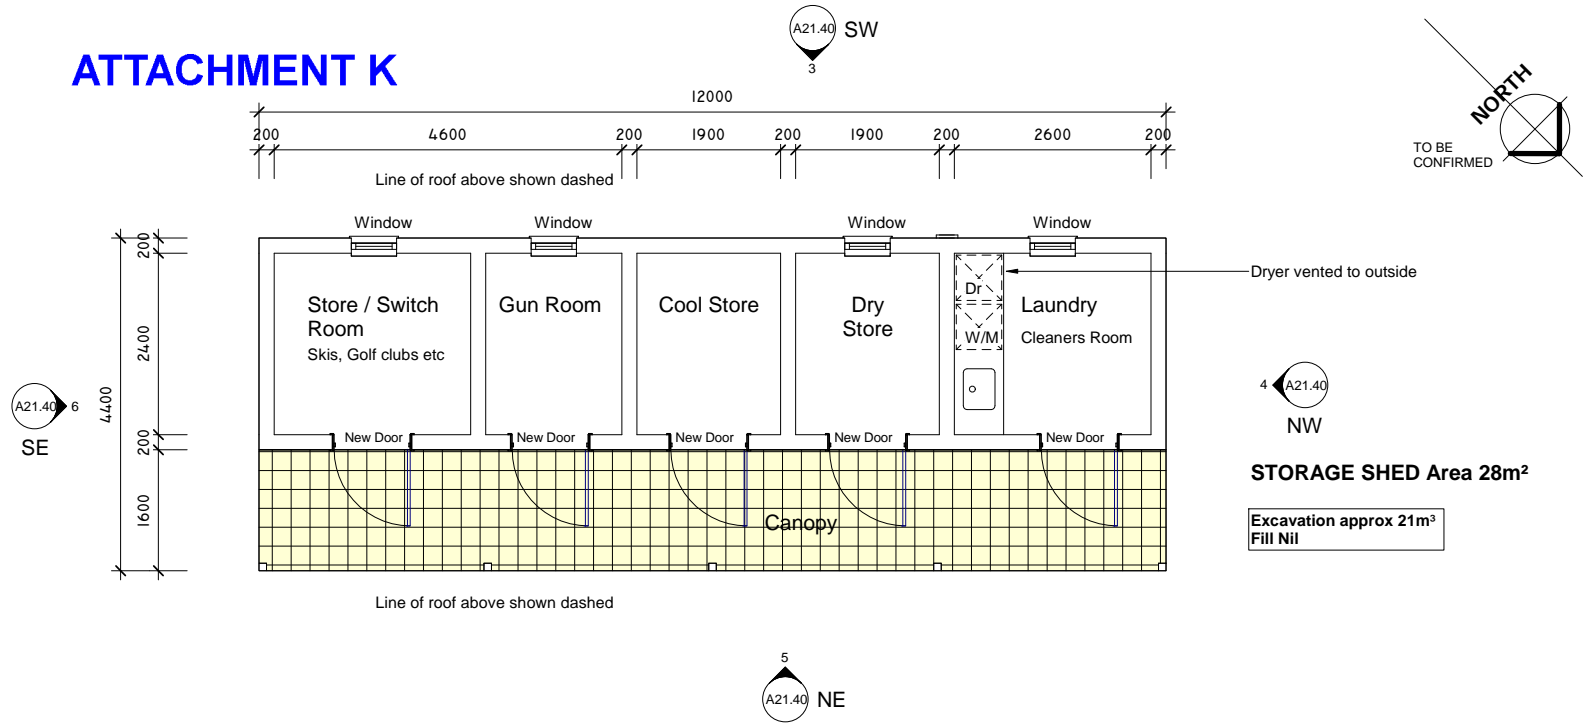 ATTACHMENT K
A21.40
SW
3
NORTH
TO BE
CONFIRMED
12000
200
4600
200
1900
200
1900
200
2600
200
Line of roof above shown dashed
Window
Window
Window
Window
200
2400
200
4400
1600
Store / Switch
Room
Skis, Golf clubs etc
Gun Room
Cool Store
Dry
Store
Dr
W/M
Laundry
Cleaners Room
Dryer vented to outside
A21.40
6
SE
4
A21.40
NW
New Door
New Door
New Door
New Door
New Door
Canopy
STORAGE SHED Area 28m²
Excavation approx 21m³
Fill Nil
Line of roof above shown dashed
5
A21.40
NE